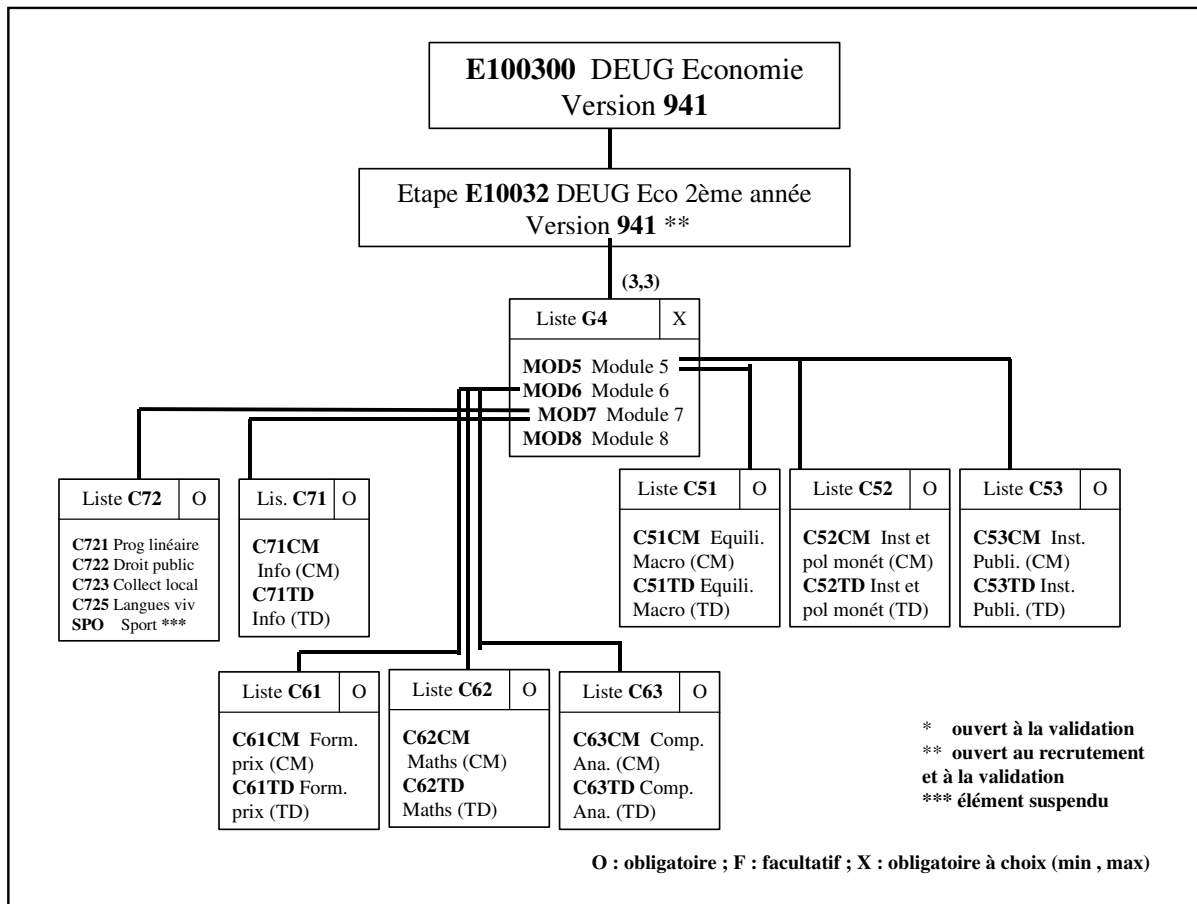 E100300 DEUG Economie
Version 941
Etape E10032 DEUG Eco 2ème année
Version 941 **
(3,3)
Liste G4 X
MOD5 Module 5
MOD6 Module 6
MOD7 Module 7
MOD8 Module 8
Liste C72 O
C721 Prog linéaire
C722 Droit public
C723 Collect local
C725 Langues viv
SPO Sport ***
Lis. C71 O
C71CM
Info (CM)
C71TD
Info (TD)
Liste C51 O
C51CM Equili.
Macro (CM)
C51TD Equili.
Macro (TD)
Liste C52 O
C52CM Inst et
pol monét (CM)
C52TD Inst et
pol monét (TD)
Liste C53 O
C53CM Inst.
Publi. (CM)
C53TD Inst.
Publi. (TD)
Liste C61 O
C61CM Form.
prix (CM)
C61TD Form.
prix (TD)
Liste C62 O
C62CM
Maths (CM)
C62TD
Maths (TD)
Liste C63 O
C63CM Comp.
Ana. (CM)
C63TD Comp.
Ana. (TD)
* ouvert à la validation
** ouvert au recrutement
et à la validation
*** élément suspendu
O : obligatoire ; F : facultatif ; X : obligatoire à choix (min , max)